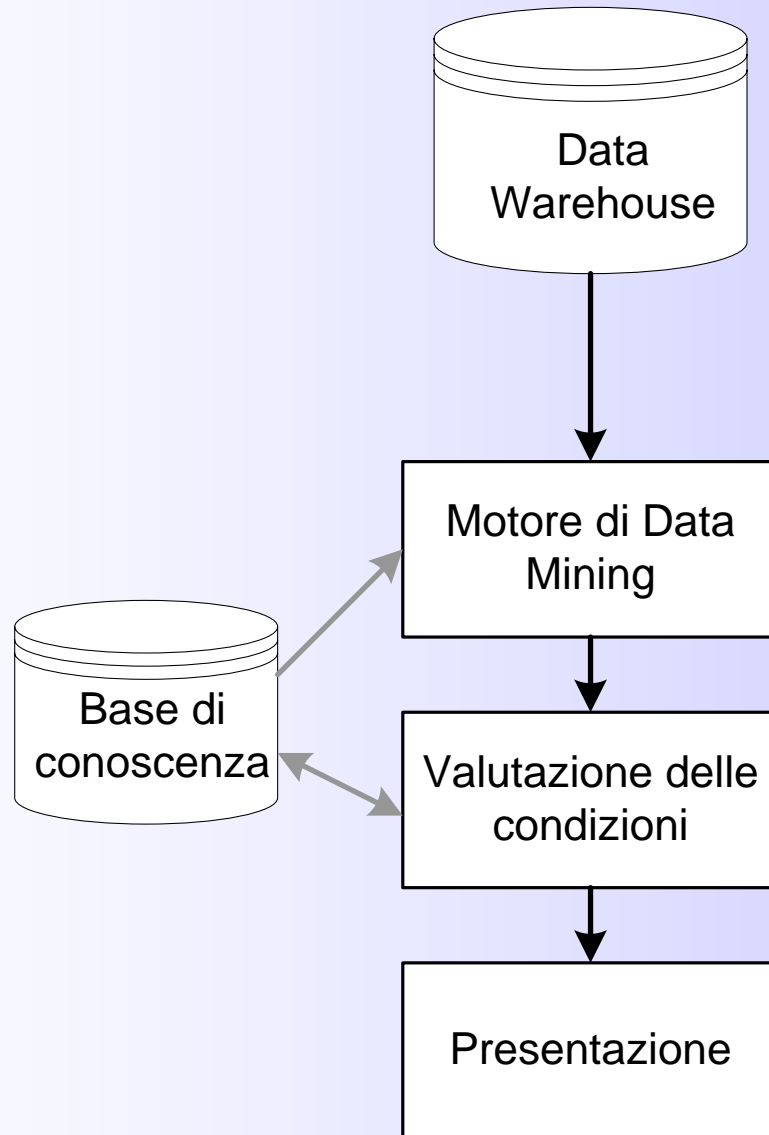 Data
Warehouse
Motore di Data
Mining
Base di
conoscenza
Valutazione delle
condizioni
Presentazione